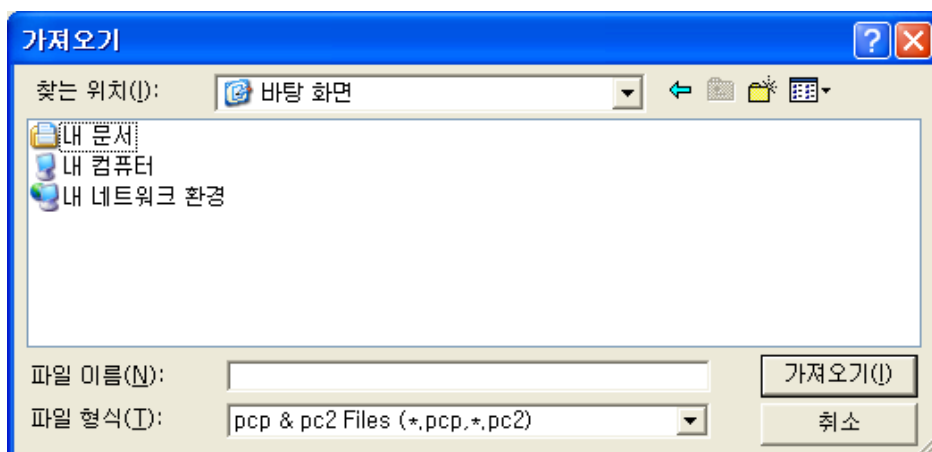 가져오기
찾는 위치(I):
바탕 화면
내 문서
내 컴퓨터
내 네트워크 환경
파일 이름(N):
가져오기(I)
파일 형식(T):
pcp & pc2 Files (*.pcp,*.pc2)
취소